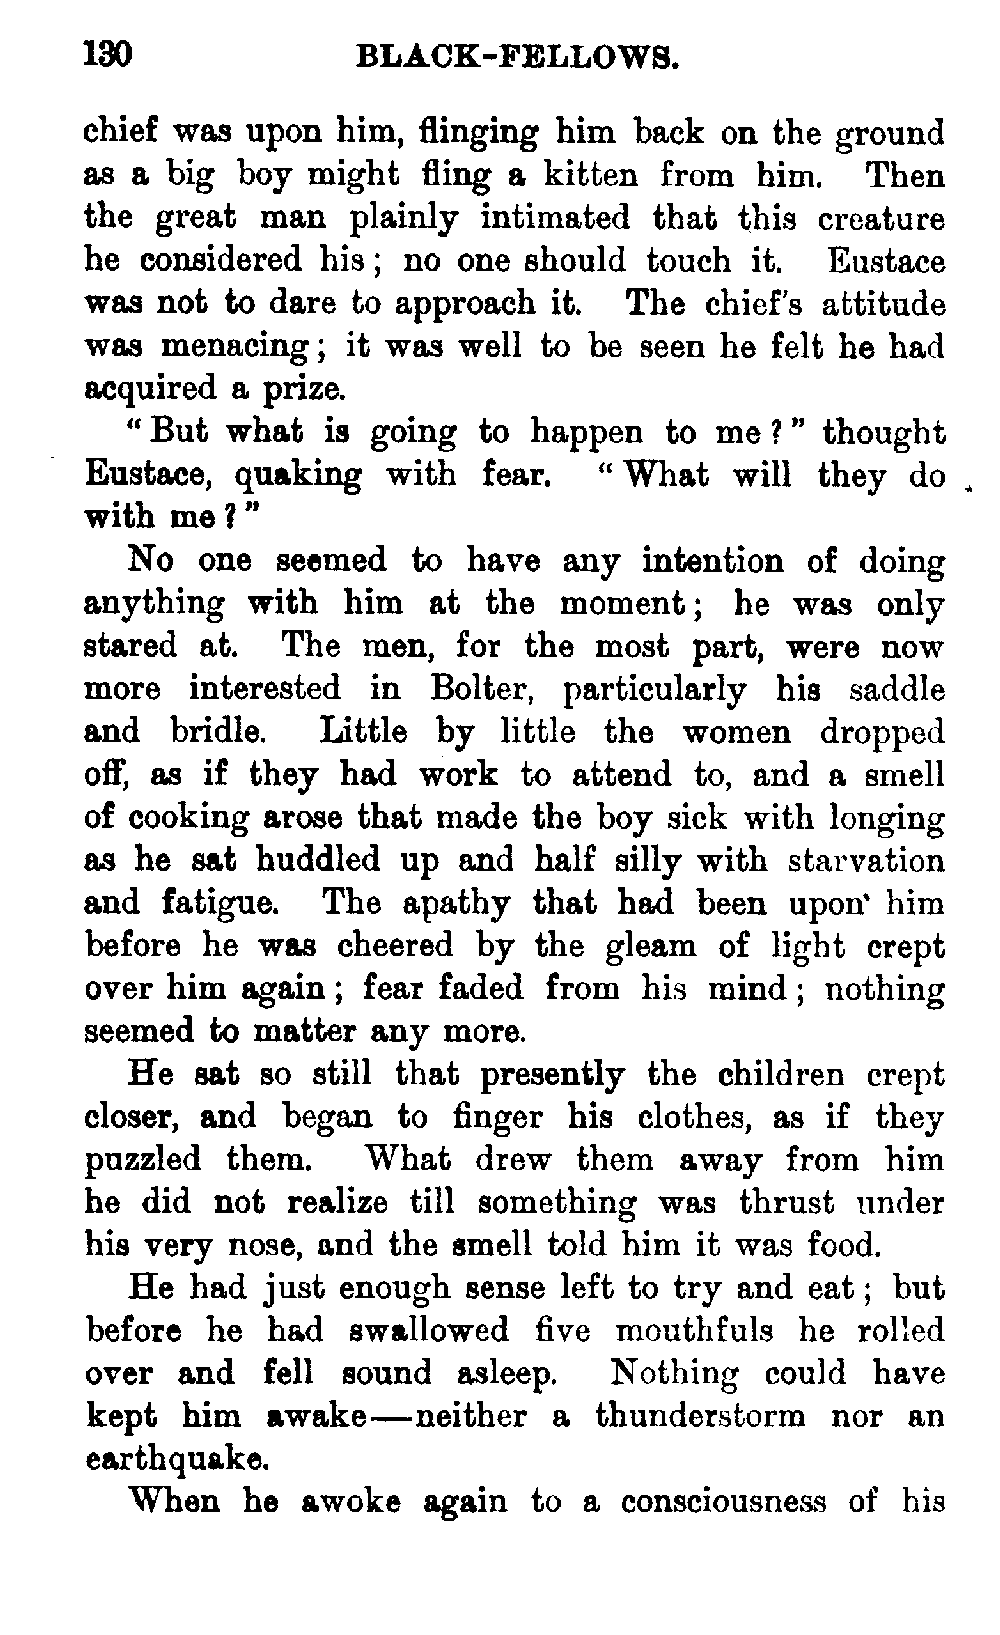 130 BLACK-FELLOWS.
chief was upon him, flinging him back on the ground
as a big boy might fling a kitten from him. Then
the great man plainly intimated that this creature
he considered his; no one should touch it. Eustace
was not to dare to approach it. The chief's attitude
was menacing; it was well to be seen he felt he had
acquired a prize.
"But what is going to happen to me?" thought
Eustace, quaking with fear. "What will they do
with me?"
No one seemed to have any intention of doing
anything with him at the moment; he was only
stared at. The men, for the most part, were now
more interested in Bolter, particularly his saddle
and bridle. Little by little the women dropped
off, as if they had work to attend to, and a smell
of cooking arose that made the boy sick with longing
as he sat huddled up and half silly with starvation
and fatigue. The apathy that had been upon him
before he was cheered by the gleam of light crept
over him again; fear faded from his mind; nothing
seemed to matter any more.
He sat so still that presently the children crept
closer, and began to finger his clothes, as if they
puzzled them. What drew them away from him
he did not realize till something was thrust under
his very nose, and the smell told him it was food.
He had just enough sense left to try and eat; but
before he had swallowed five mouthfuls he rolled
over and fell sound asleep. Nothing could have
kept him awake—neither a thunderstorm nor an
earthquake.
When he awoke again to a consciousness of his